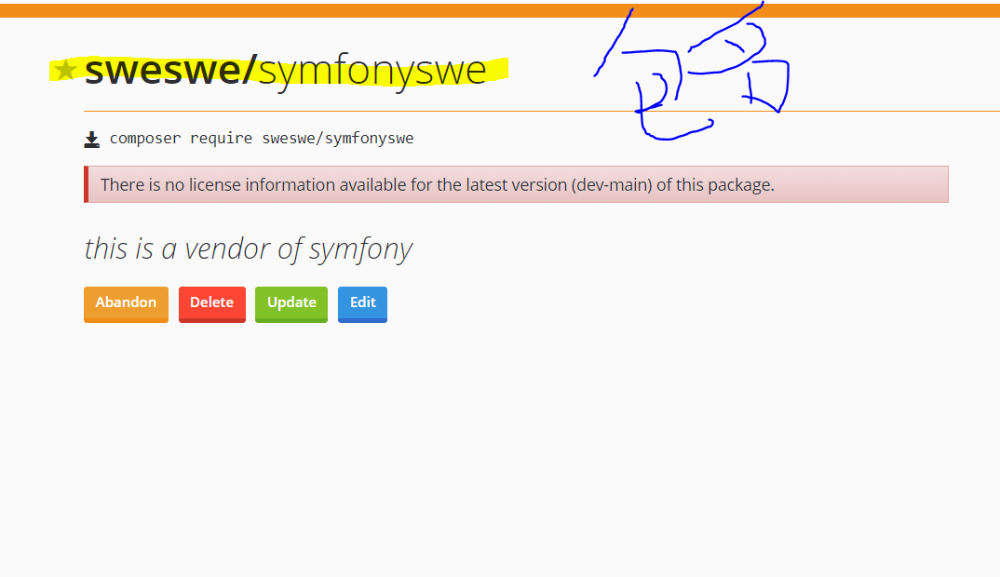 sweswe/symfonyswe
包名
composer require sweswe/symfonyswe
There is no license information available for the latest version (dev-main) of this package.
this is a vendor of symfony
Abandon Delete Update Edit